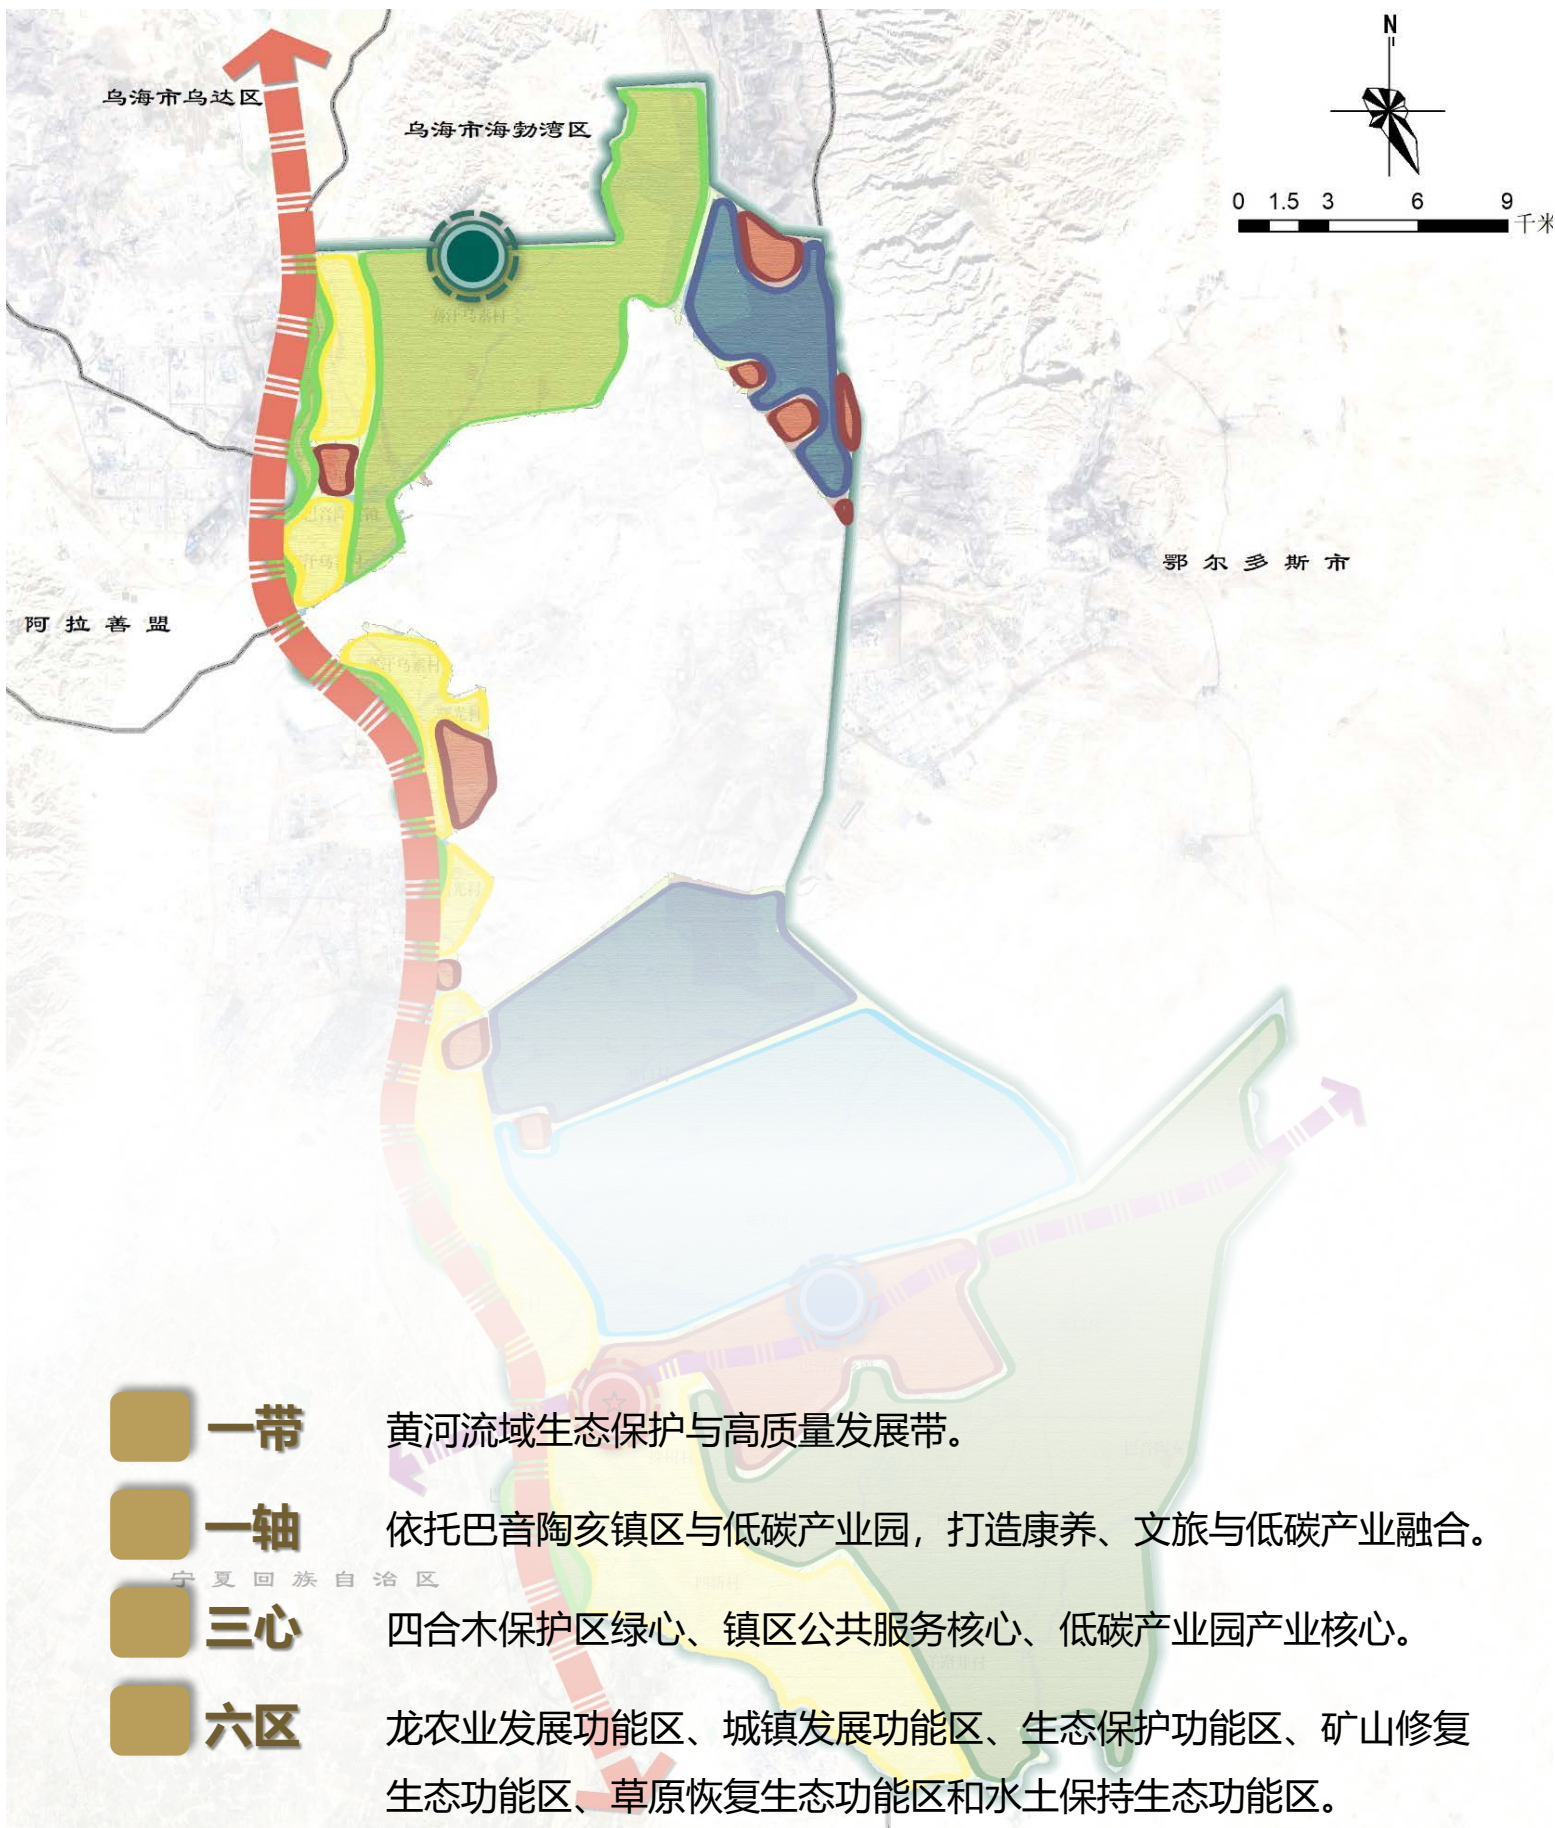 N
乌海市乌达区
乌海市海勃湾区
0 1.5 3 6 9
千米
赛汗乌素村
鄂尔多斯市
阿拉善盟
一带 黄河流域生态保护与高质量发展带。
一轴 依托巴音陶亥镇区与低碳产业园，打造康养、文旅与低碳产业融合。
宁夏回族自治区
三心 四合木保护区绿心、镇区公共服务核心、低碳产业园产业核心。
六区 龙农业发展功能区、城镇发展功能区、生态保护功能区、矿山修复
生态功能区、草原恢复生态功能区和水土保持生态功能区。